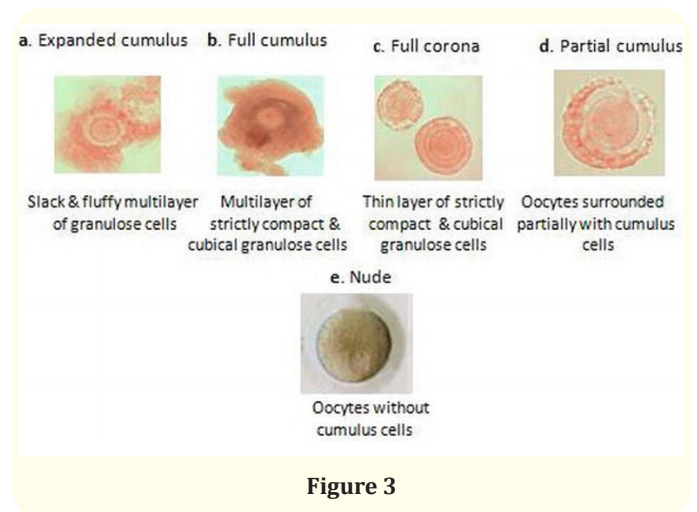 a. Expanded cumulus
b. Full cumulus
c. Full corona
d. Partial cumulus
Slack & fluffy multilayer
of granulose cells
Multilayer of
strictly compact &
cubical granulose cells
Thin layer of strictly
compact & cubical
granulose cells
Oocytes surrounded
partially with cumulus
cells
e. Nude
Oocytes without
cumulus cells
Figure 3